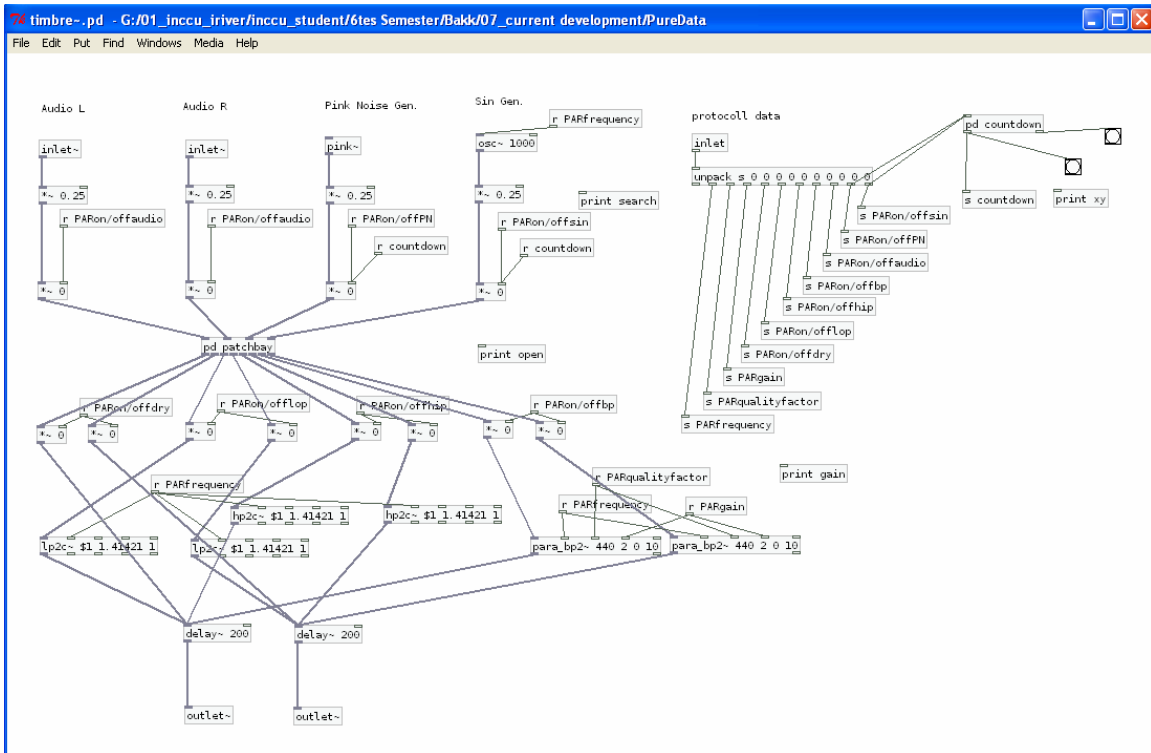 timbre~.pd - G:/01_inccu_iriver/inccu_student/6tes Semester/Bakk/07_current development/PureData
File Edit Put Find Windows Media Help
Audio L
Audio R
Pink Noise Gen.
Sin Gen.
r PARfrequency
protocoll data
pd countdown
inlet~
inlet~
pink~
osc~ 1000
inlet
unpack s 0 0 0 0 0 0 0 0 0 0
*~ 0.25
*~ 0.25
*~ 0.25
*~ 0.25
print search
s countdown
print xy
r PARon/offaudio
r PARon/offaudio
r PARon/offPN
r PARon/offsin
s PARon/offsin
r countdown
r countdown
s PARon/offPN
s PARon/offaudio
*~ 0
*~ 0
*~ 0
*~ 0
s PARon/offbp
s PARon/offhip
s PARon/offlop
pd patchbay
print open
s PARon/offdry
s PARgain
s PARqualityfactor
s PARfrequency
r PARon/offdry
r PARon/offlop
r PARon/offhip
r PARon/offbp
*~ 0
*~ 0
*~ 0
*~ 0
*~ 0
*~ 0
*~ 0
*~ 0
print gain
r PARfrequency
r PARqualityfactor
r PARfrequency
r PARgain
hp2c~ $1 1.41421 1
hp2c~ $1 1.41421 1
lp2c~ $1 1.41421 1
lp2c~ $1 1.41421 1
para_bp2~ 440 2 0 10
para_bp2~ 440 2 0 10
delay~ 200
delay~ 200
outlet~
outlet~